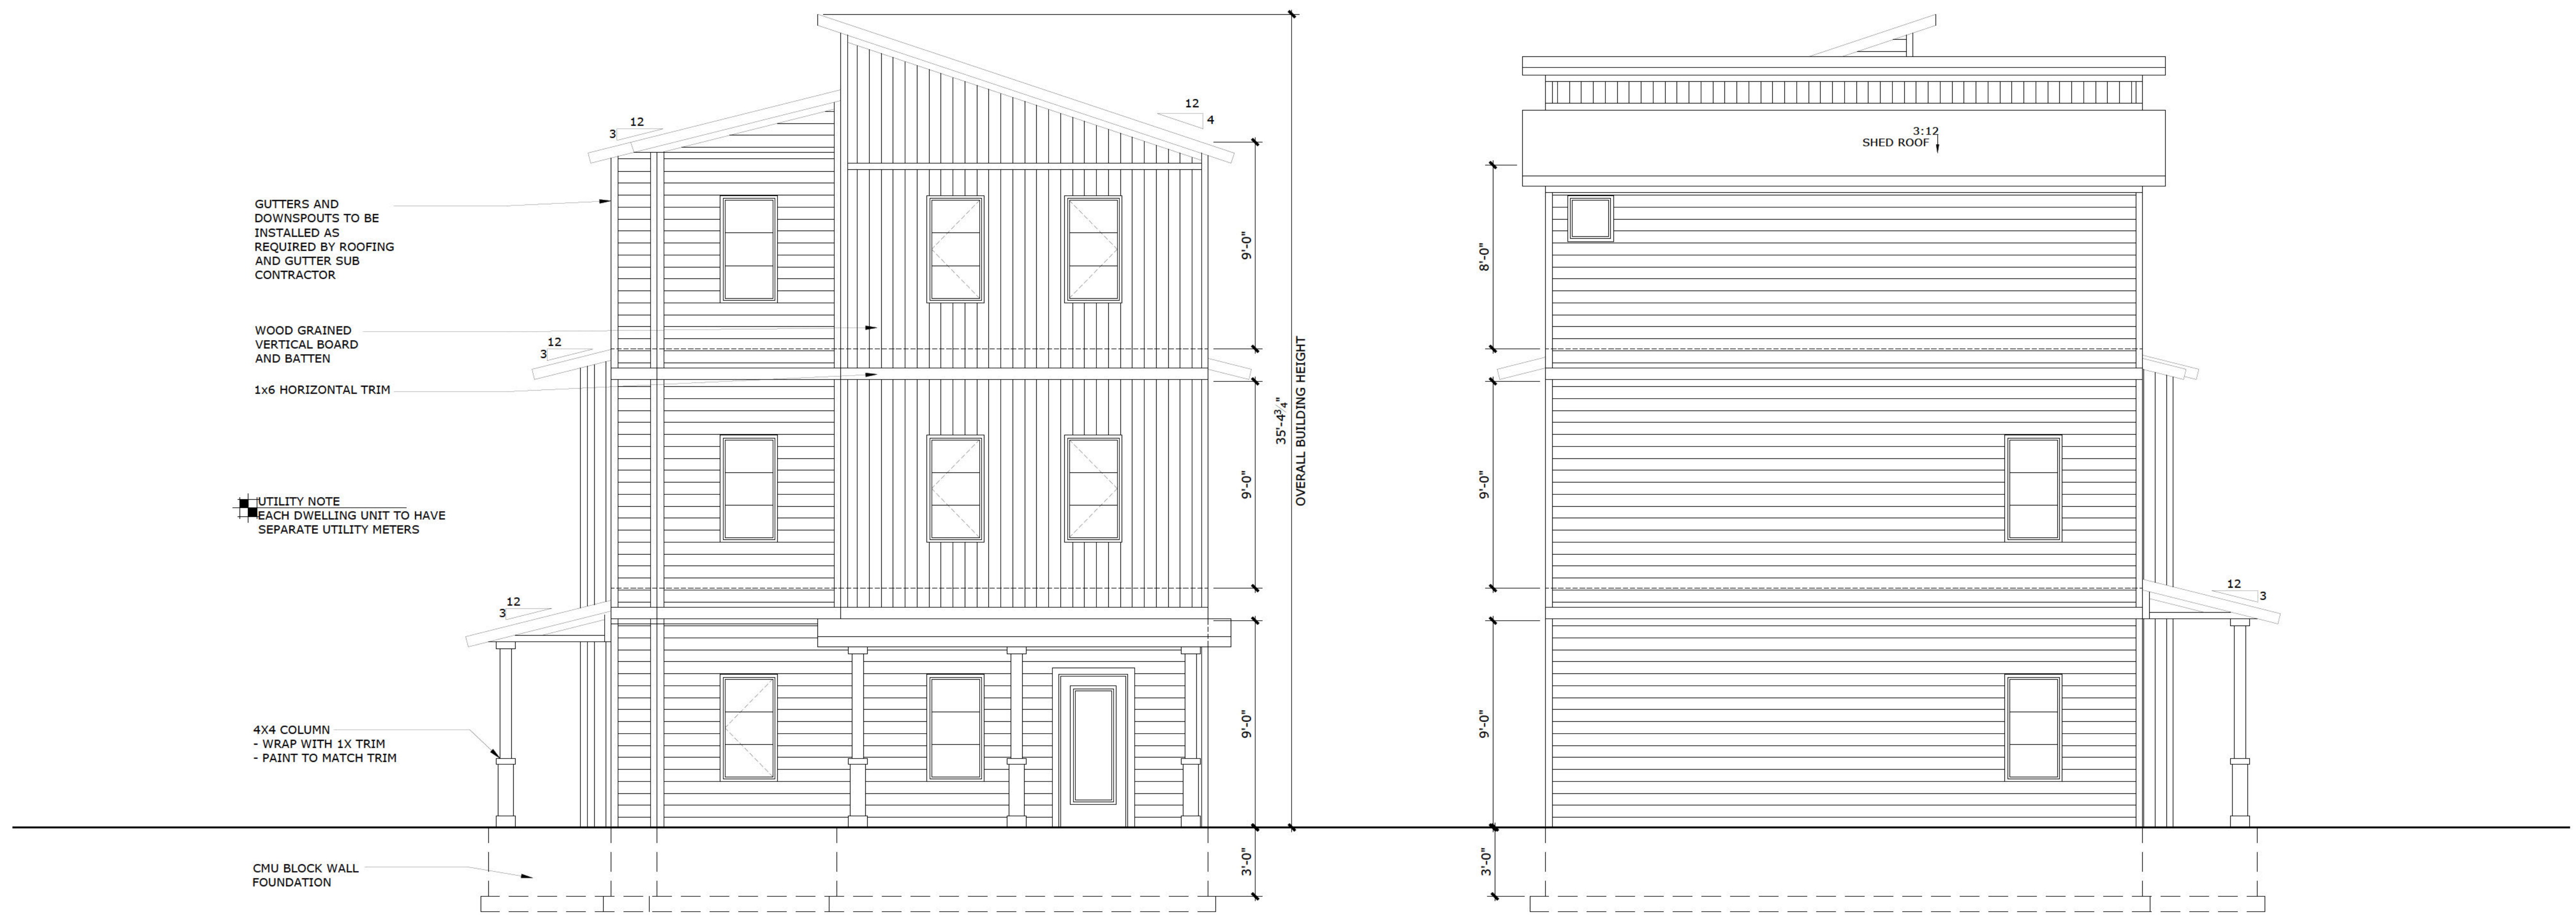 12
4
12
3
3:12
SHED ROOF
GUTTERS AND
DOWNSPOUTS TO BE
INSTALLED AS
REQUIRED BY ROOFING
AND GUTTER SUB
CONTRACTOR
9'-0"
8'-0"
WOOD GRAINED
VERTICAL BOARD
AND BATTEN
12
3
1x6 HORIZONTAL TRIM
35'-4¾"
OVERALL BUILDING HEIGHT
9'-0"
9'-0"
UTILITY NOTE
EACH DWELLING UNIT TO HAVE
SEPARATE UTILITY METERS
12
3
12
3
4X4 COLUMN
- WRAP WITH 1X TRIM
- PAINT TO MATCH TRIM
9'-0"
9'-0"
CMU BLOCK WALL
FOUNDATION
3'-0"
3'-0"